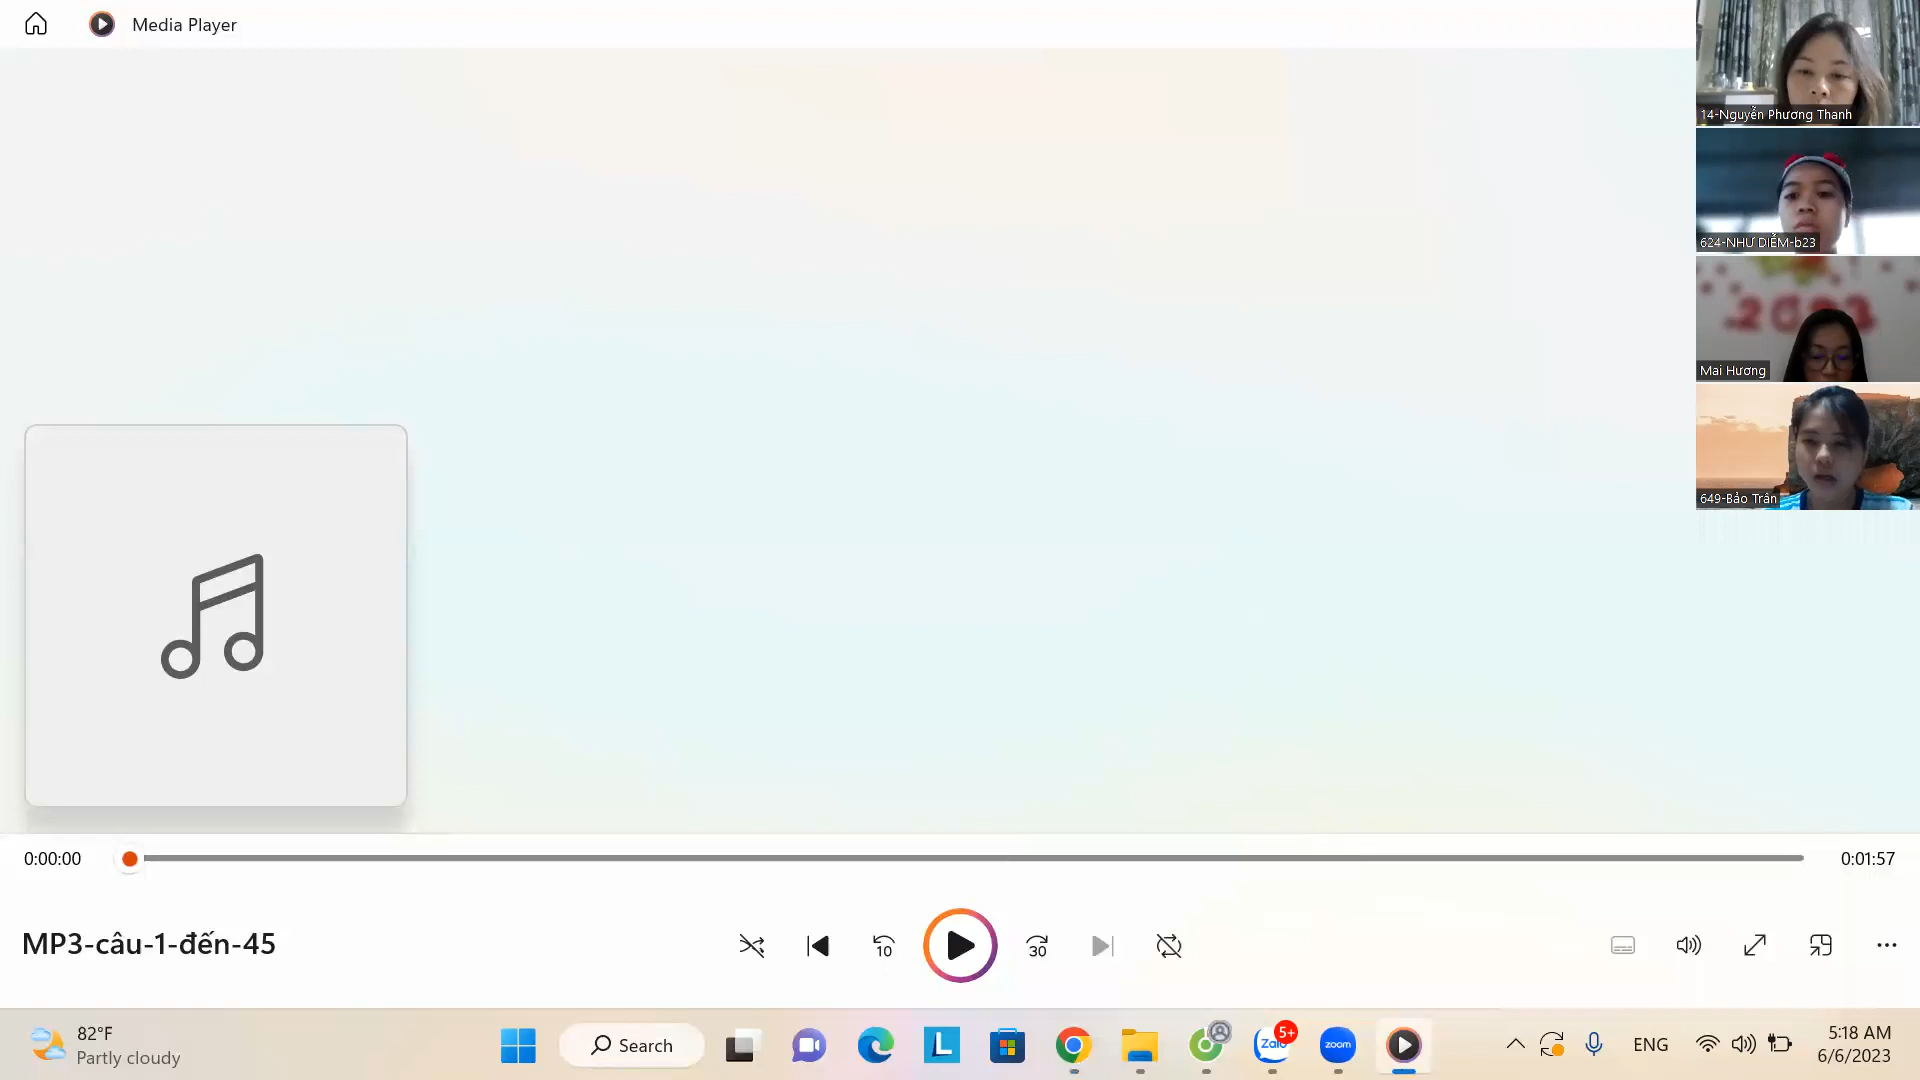 Media Player
14-Nguyễn Phương Thanh
624-NHƯ DIỄM-b23
2023
Mai Hương
649-Bảo Trân
0:00:00
0:01:57
MP3-câu-1-đến-45
10
30
82°F
Partly cloudy
Search
L
Zalo
5+
zoom
ENG
5:18 AM
6/6/2023